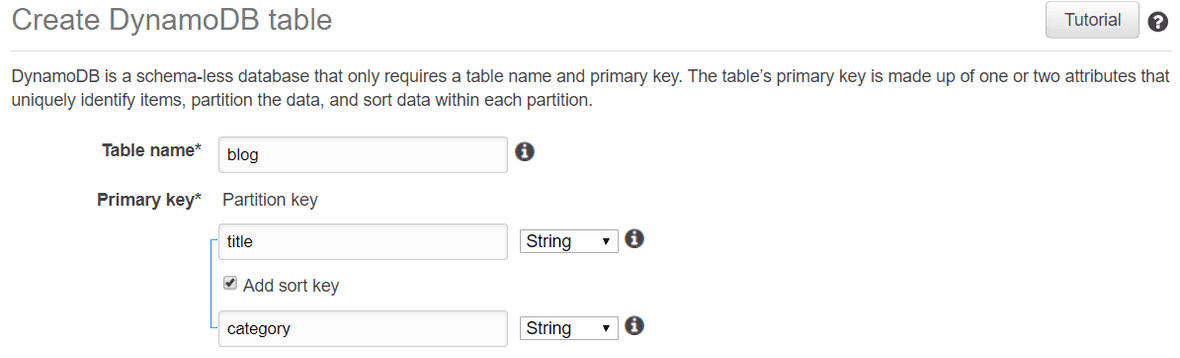 Create DynamoDB table
Tutorial
DynamoDB is a schema-less database that only requires a table name and primary key. The table's primary key is made up of one or two attributes that
uniquely identify items, partition the data, and sort data within each partition.
Table name*
blog
Primary key*
Partition key
title
String
Add sort key
category
String